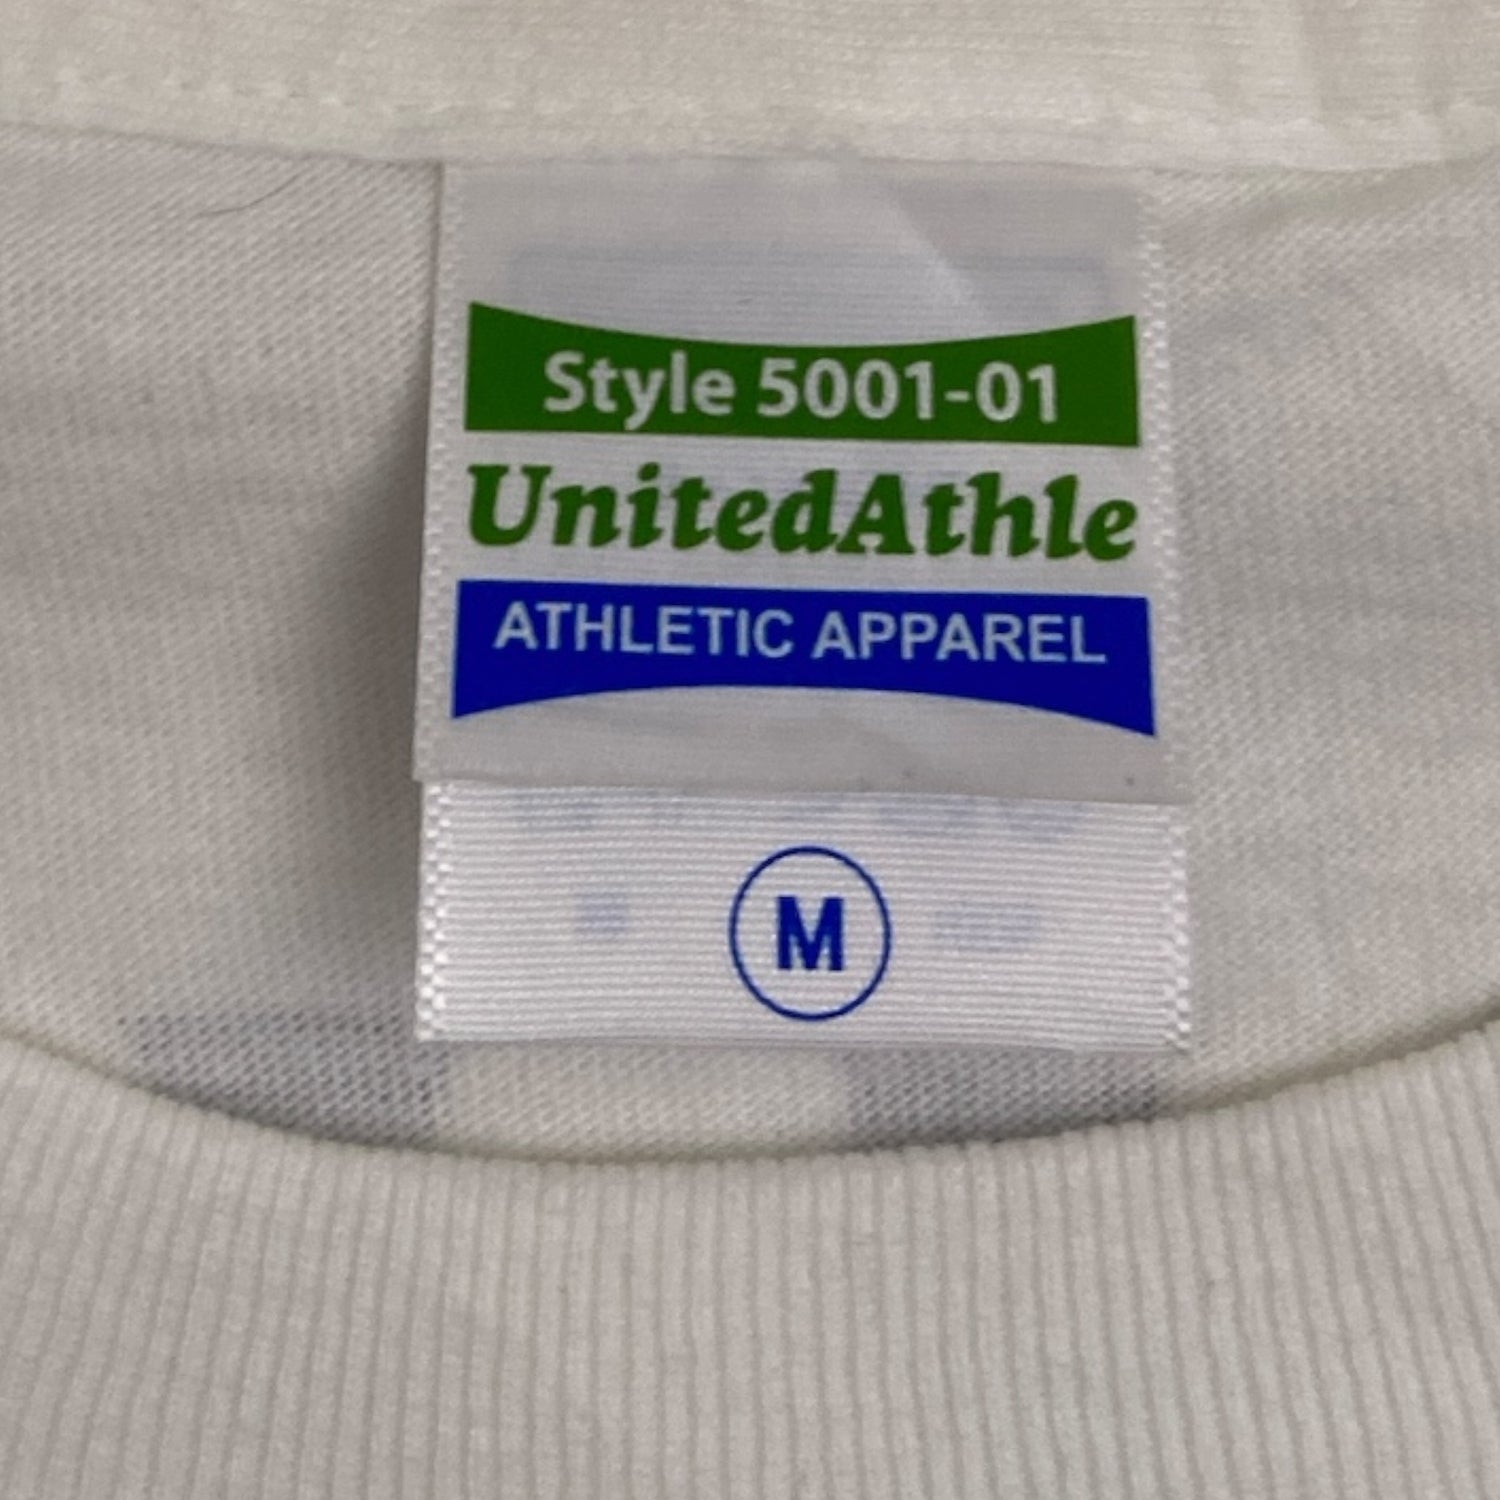 Style 5001-01
UnitedAthle
ATHLETIC APPAREL
M